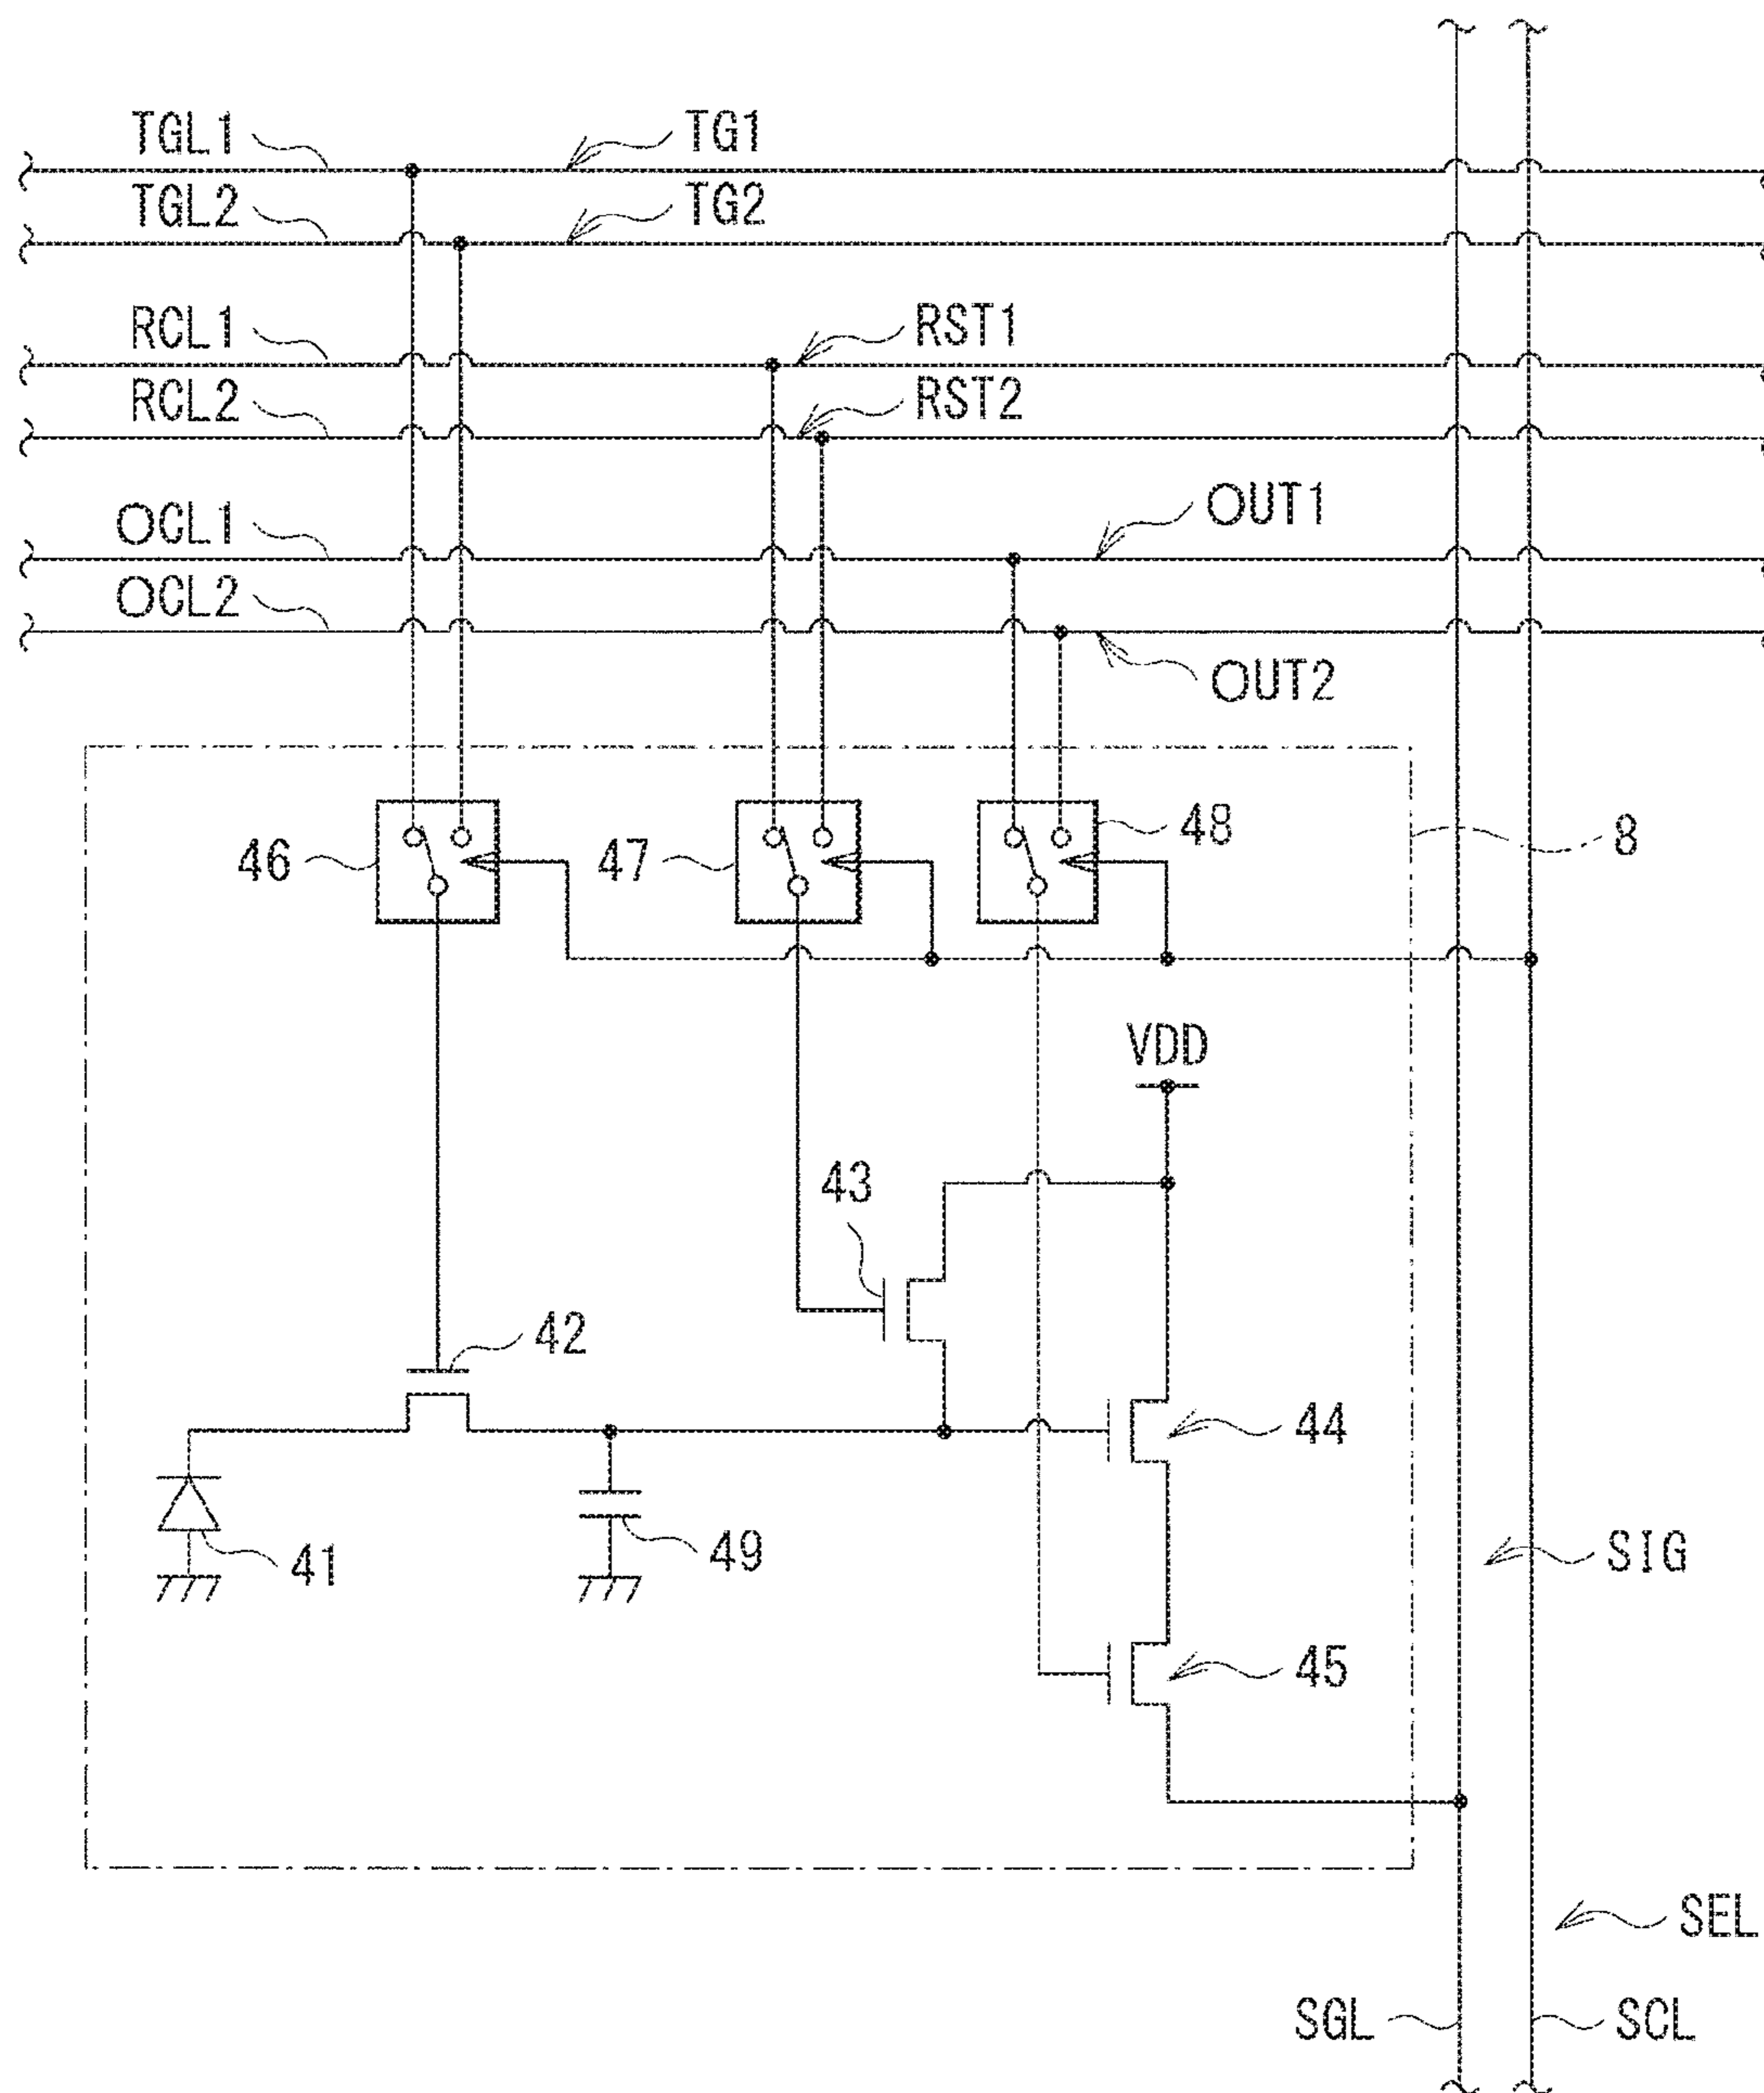 TGL1
TG1
TGL2
TG2
RCL1
RST1
RCL2
RST2
OCL1
OUT1
OCL2
OUT2
46
47
48
8
VDD
43
42
44
41
49
SIG
45
SEL
SGL
SCL